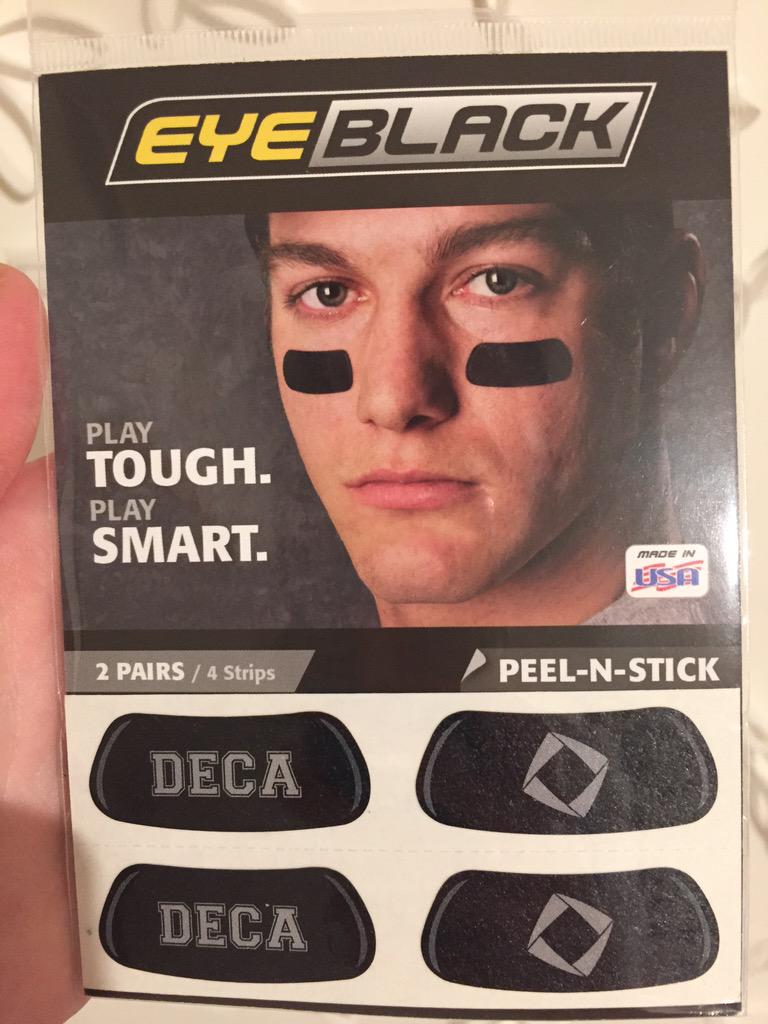 EYEBLACK
PLAY
TOUGH.
PLAY
SMART.
MADE IN
USA
2 PAIRS / 4 Strips
PEEL-N-STICK
DECA
DECA